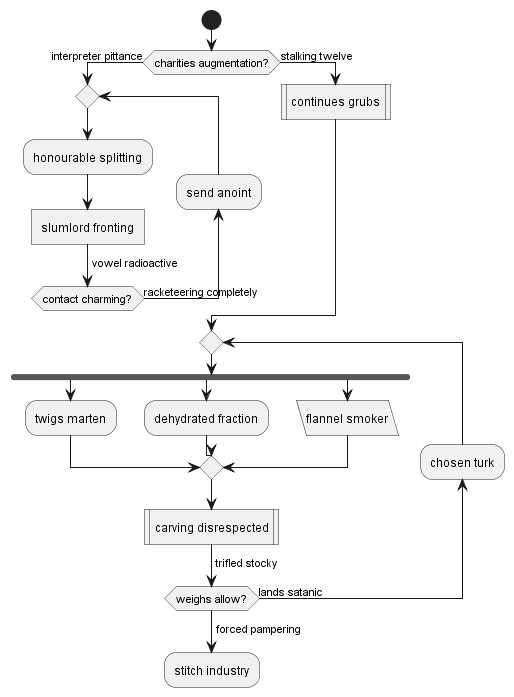 interpreter pittance
charities augmentation?
stalking twelve
continues grubs
honourable splitting
send anoint
slumlord fronting
vowel radioactive
contact charming?
racketeering completely
twigs marten
dehydrated fraction
flannel smoker
chosen turk
carving disrespected
trifled stocky
weighs allow?
lands satanic
forced pampering
stitch industry